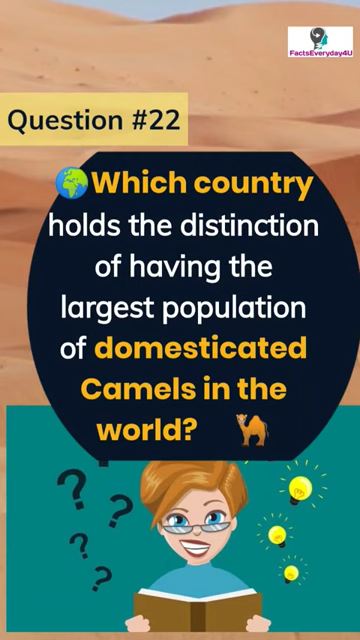 FactsEveryday4U
Question #22
🌍Which country
holds the distinction
of having the
largest population
of domesticated
Camels in the
world? 🐪
? ? ? ?